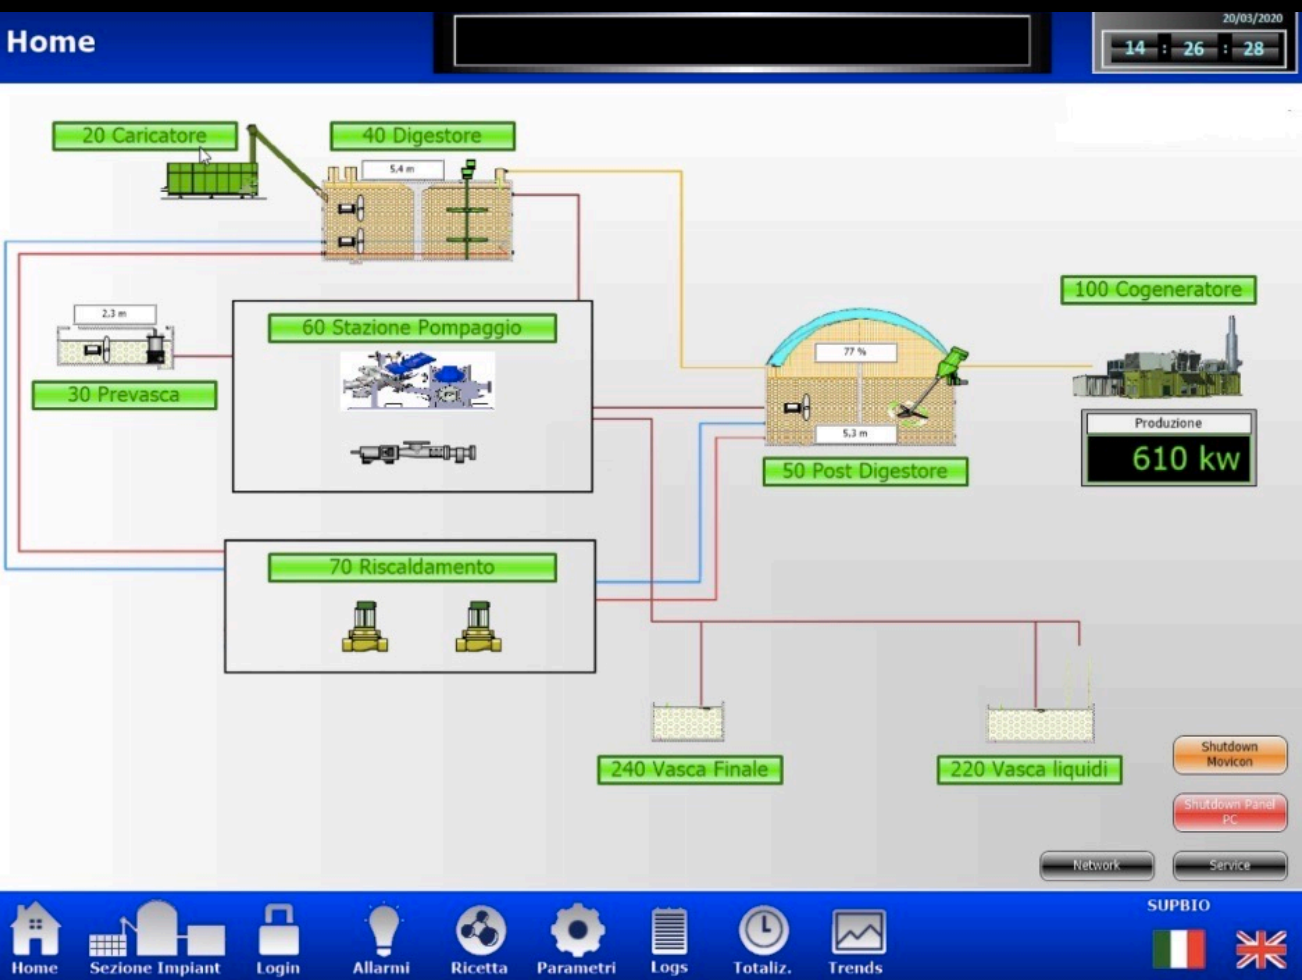 20/03/2020
Home
14 : 26 : 28
20 Caricatore
40 Digestore
5,4 m
100 Cogeneratore
2,3 m
60 Stazione Pompaggio
77 %
30 Prevasca
Produzione
5,3 m
610 kw
50 Post Digestore
70 Riscaldamento
240 Vasca Finale
220 Vasca liquidi
Shutdown
Movicon
Shutdown Panel
PC
Network
Service
SUPBIO
Home
Sezione Impiant
Login
Allarmi
Ricetta
Parametri
Logs
Totaliz.
Trends